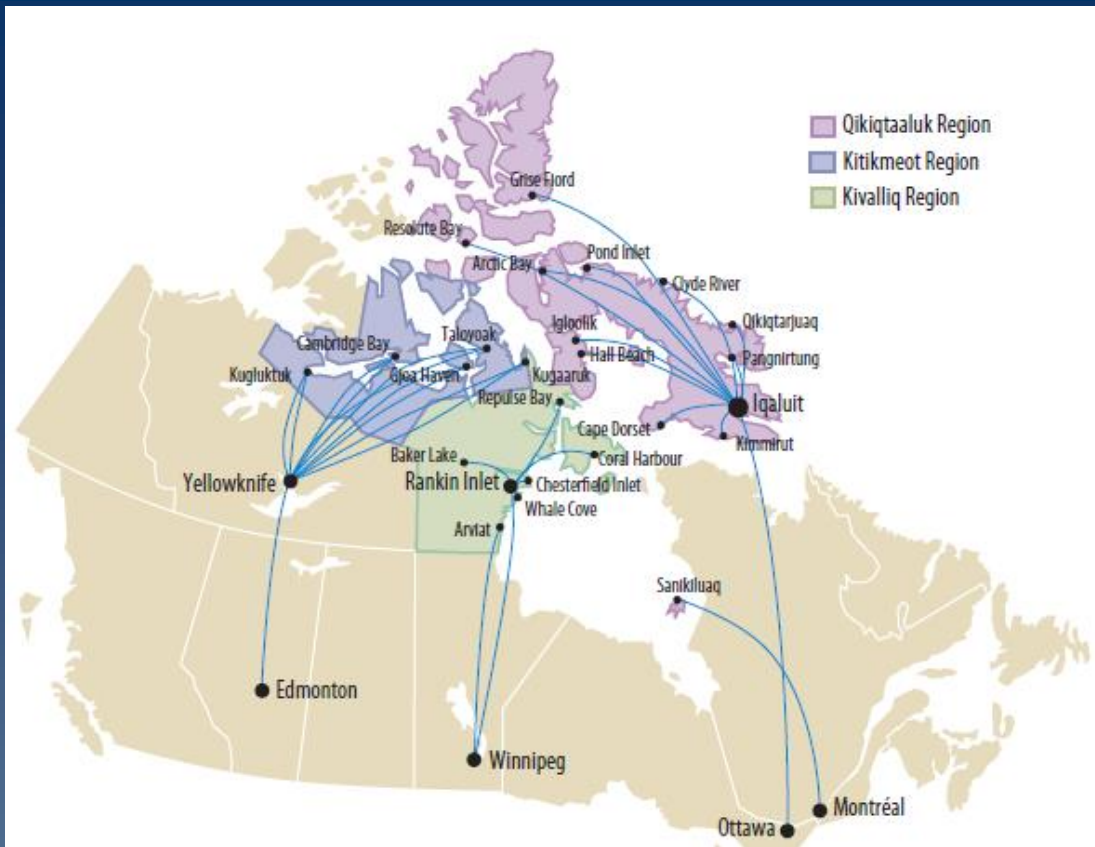 Qikiqtaaluk Region
Kitikmeot Region
Kivalliq Region
Grise Fiord
Resolute Bay
Pond Inlet
Arctic Bay
Clyde River
Igloolik
Qikiqtarjuaq
Taloyoak
Cambridge Bay
Hall Beach
Pangnirtung
Kugluktuk
Gjoa Haven
Kugaaruk
Repulse Bay
Iqaluit
Cape Dorset
Kimmirut
Baker Lake
Coral Harbour
Yellowknife
Rankin Inlet
Chesterfield Inlet
Whale Cove
Arviat
Sanikiluaq
Edmonton
Winnipeg
Montréal
Ottawa